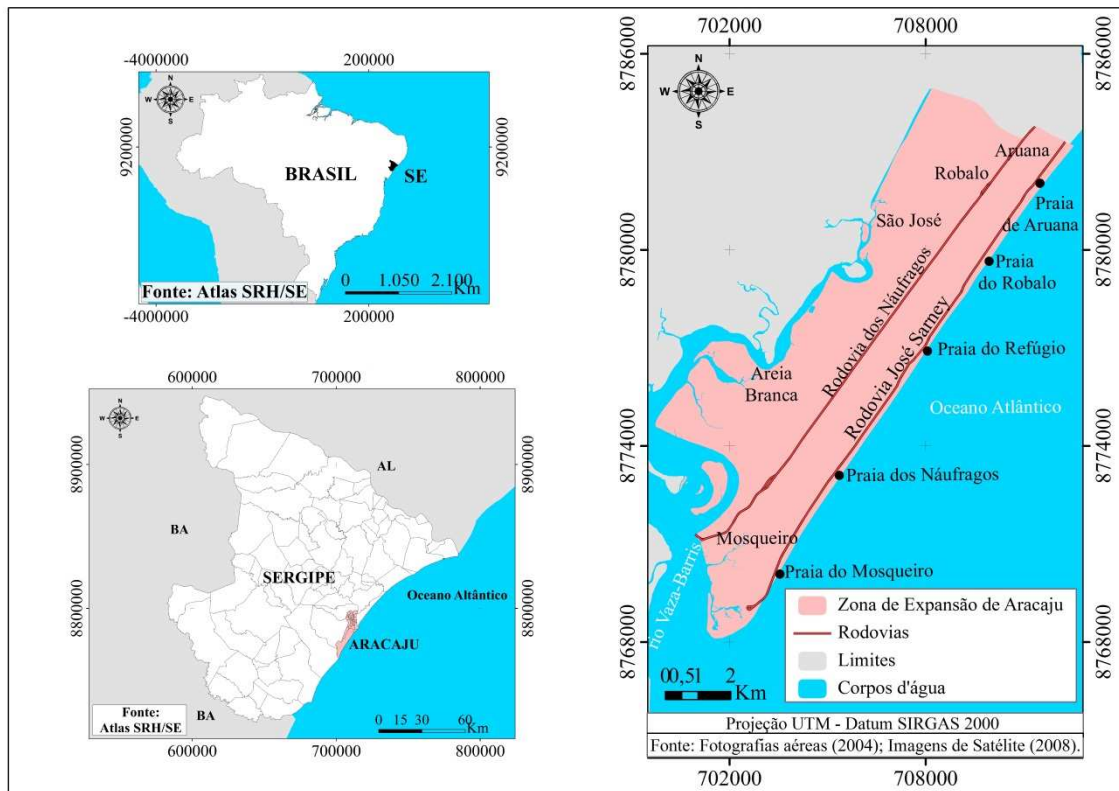 -4000000
200000
N
W
E
S
9200000
9200000
BRASIL
SE
0
1.050
2.100
Km
Fonte: Atlas SRH/SE
-4000000
200000
600000
700000
800000
N
W
E
S
8900000
8900000
AL
BA
SERGIPE
Oceano Altântico
8800000
8800000
ARACAJU
BA
Fonte:
Atlas SRH/SE
0
15
30
60
Km
600000
700000
800000
702000
708000
8786000
8786000
N
W
E
S
Aruana
Robalo
Praia
de Aruana
São José
8780000
8780000
Praia
do Robalo
Rodovia dos Náufragos
Rodovia José Sarney
Praia do Refúgio
Areia
Branca
Oceano Atlântico
8774000
8774000
Praia dos Náufragos
Mosqueiro
Praia do Mosqueiro
rio Vaza-Barris
Zona de Expansão de Aracaju
Rodovias
Limites
Corpos d'água
8768000
8768000
00,51
2
Km
Projeção UTM - Datum SIRGAS 2000
Fonte: Fotografias aéreas (2004); Imagens de Satélite (2008).
702000
708000